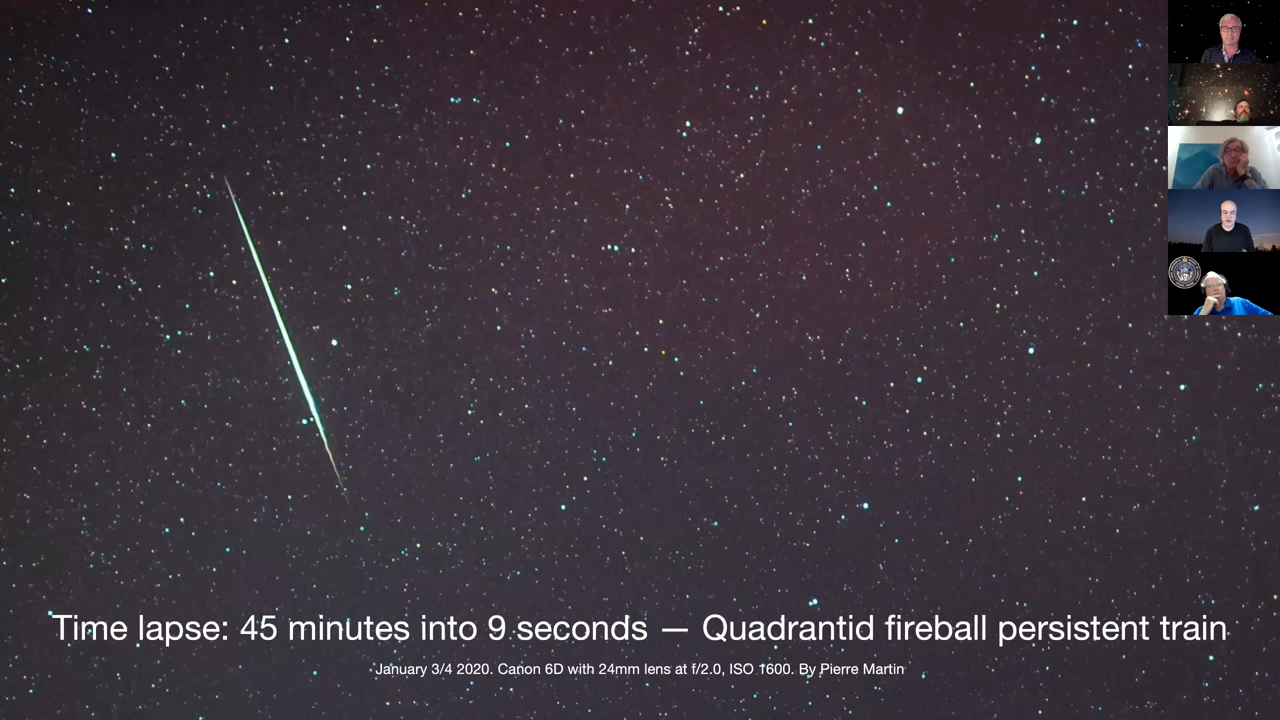 Time lapse: 45 minutes into 9 seconds — Quadrantid fireball persistent train
January 3/4 2020. Canon 6D with 24mm lens at f/2.0, ISO 1600. By Pierre Martin